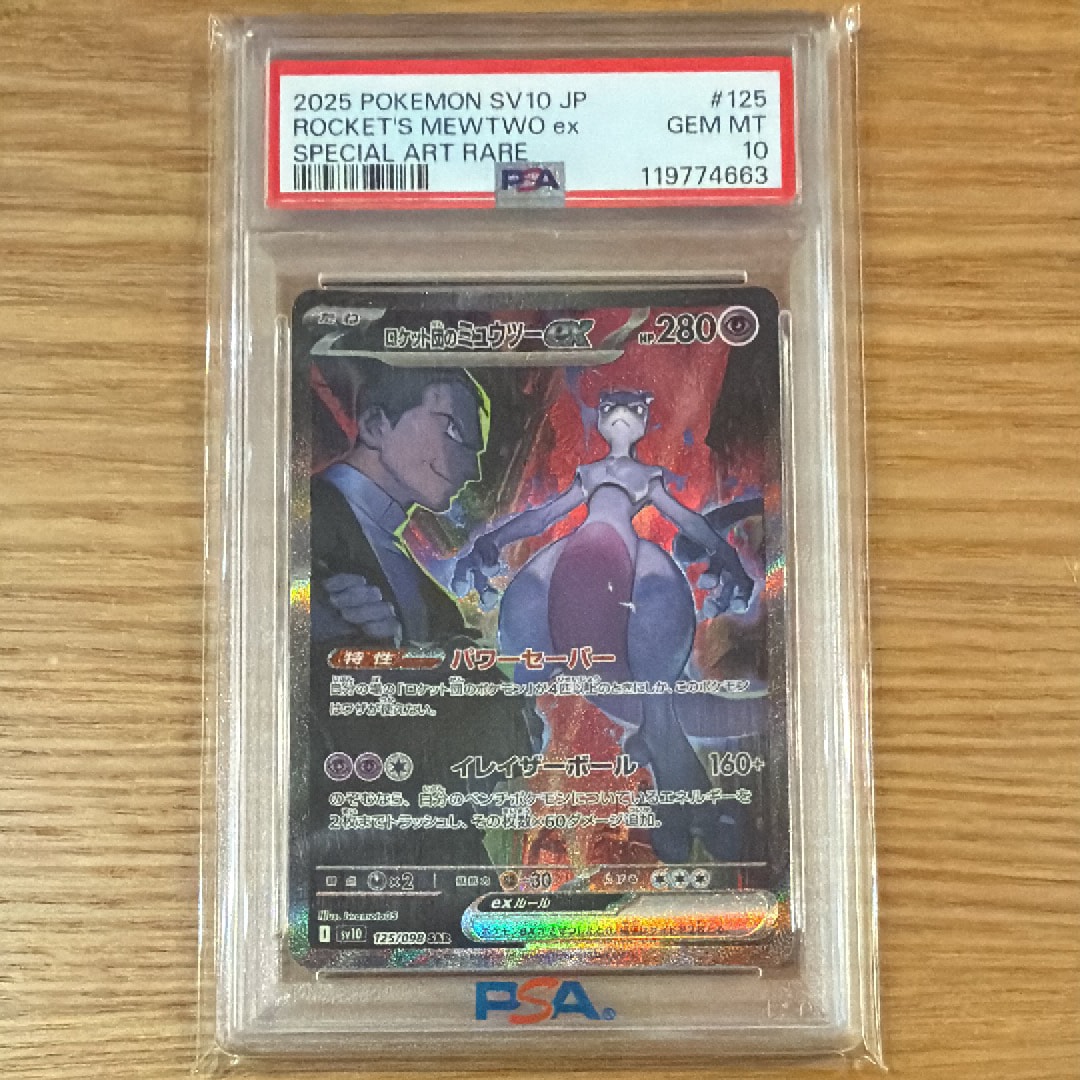 2025 POKEMON SV10 JP #125
ROCKET'S MEWTWO ex GEM MT
SPECIAL ART RARE 10
PSA 119774663
たね ロケット団のミュウツーex HP 280
特性 パワーセーバー
自分の場の「ロケット団のポケモン」が4匹以上のときにしか、このポケモン
はワザが使えない。
イレイザーボール 160+
のぞむなら、自分のベンチポケモンについているエネルギーを
2枚までトラッシュし、その枚数×60ダメージ追加。
×2 -30
exルール
Illus.
I sv10 125/098 SAR
PSA®